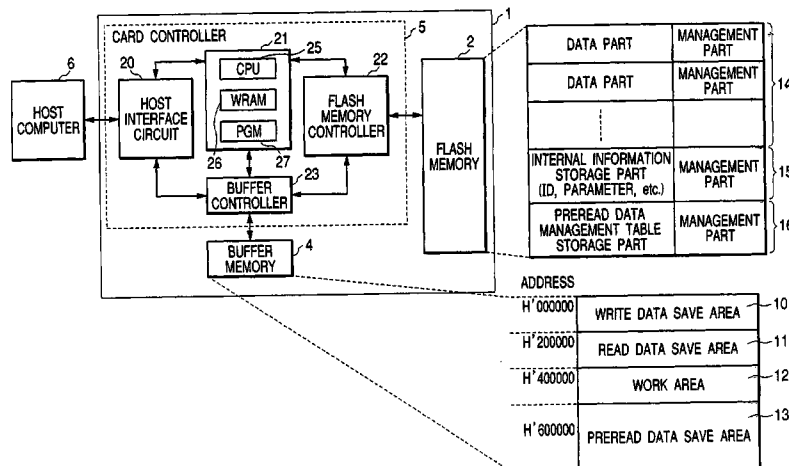 1
5
CARD CONTROLLER
21
25
6
20
CPU
22
2
HOST
COMPUTER
HOST
INTERFACE
CIRCUIT
WRAM
PGM
26
27
FLASH
MEMORY
CONTROLLER
FLASH
MEMORY
23
BUFFER
CONTROLLER
4
BUFFER
MEMORY
DATA PART
MANAGEMENT
PART
DATA PART
MANAGEMENT
PART
14
INTERNAL INFORMATION
STORAGE PART
(ID, PARAMETER, etc.)
MANAGEMENT
PART
15
PREREAD DATA
MANAGEMENT TABLE
STORAGE PART
MANAGEMENT
PART
16
ADDRESS
H'000000
WRITE DATA SAVE AREA
10
H'200000
READ DATA SAVE AREA
11
H'400000
WORK AREA
12
H'600000
PREREAD DATA SAVE AREA
13